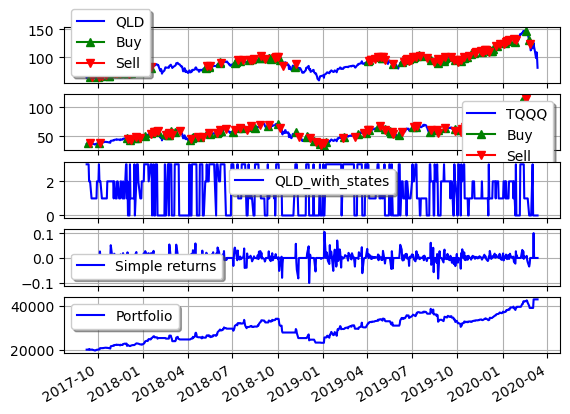 150
100
QLD
Buy
Sell
100
50
TQQQ
Buy
Sell
2
0
QLD_with_states
0.1
0.0
-0.1
Simple returns
40000
20000
Portfolio
2017-10 2018-01 2018-04 2018-07 2018-10 2019-01 2019-04 2019-07 2019-10 2020-01 2020-04